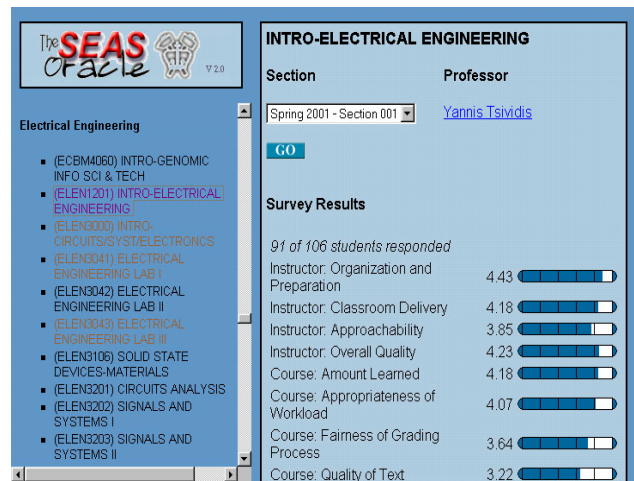 The SEAS
Oracle
V 2.0
Electrical Engineering
(ECBM4060) INTRO-GENOMIC
INFO SCI & TECH
(ELEN1201) INTRO-ELECTRICAL
ENGINEERING
(ELEN3000) INTRO-
CIRCUITS/SYST/ELECTRONCS
(ELEN3041) ELECTRICAL
ENGINEERING LAB I
(ELEN3042) ELECTRICAL
ENGINEERING LAB II
(ELEN3043) ELECTRICAL
ENGINEERING LAB III
(ELEN3106) SOLID STATE
DEVICES-MATERIALS
(ELEN3201) CIRCUITS ANALYSIS
(ELEN3202) SIGNALS AND
SYSTEMS I
(ELEN3203) SIGNALS AND
SYSTEMS II
INTRO-ELECTRICAL ENGINEERING
Section Professor
Spring 2001 - Section 001 Yannis Tsividis
GO
Survey Results
91 of 106 students responded
Instructor: Organization and
Preparation 4.43
Instructor: Classroom Delivery 4.18
Instructor: Approachability 3.85
Instructor: Overall Quality 4.23
Course: Amount Learned 4.18
Course: Appropriateness of
Workload 4.07
Course: Fairness of Grading
Process 3.64
Course: Quality of Text 3.22